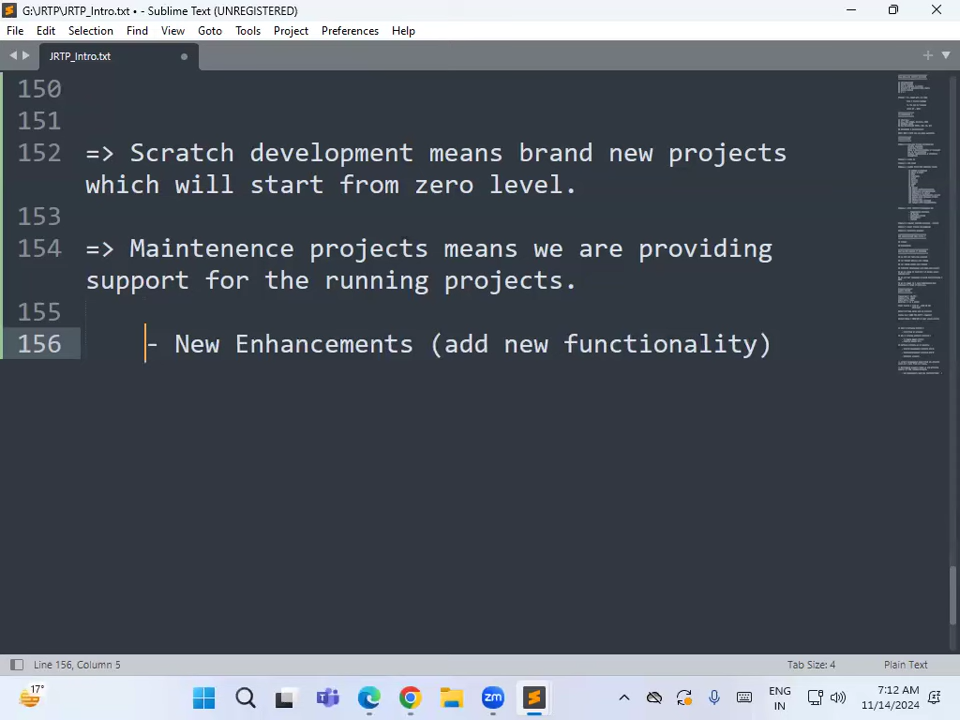 G:\JRTP\JRTP_Intro.txt • - Sublime Text (UNREGISTERED)
File Edit Selection Find View Goto Tools Project Preferences Help
JRTP_Intro.txt
150
151
152 => Scratch development means brand new projects
which will start from zero level.
153
154 => Maintenence projects means we are providing
support for the running projects.
155
156 - New Enhancements (add new functionality)
Line 156, Column 5 Tab Size: 4 Plain Text
17° ENG 7:12 AM
IN 11/14/2024